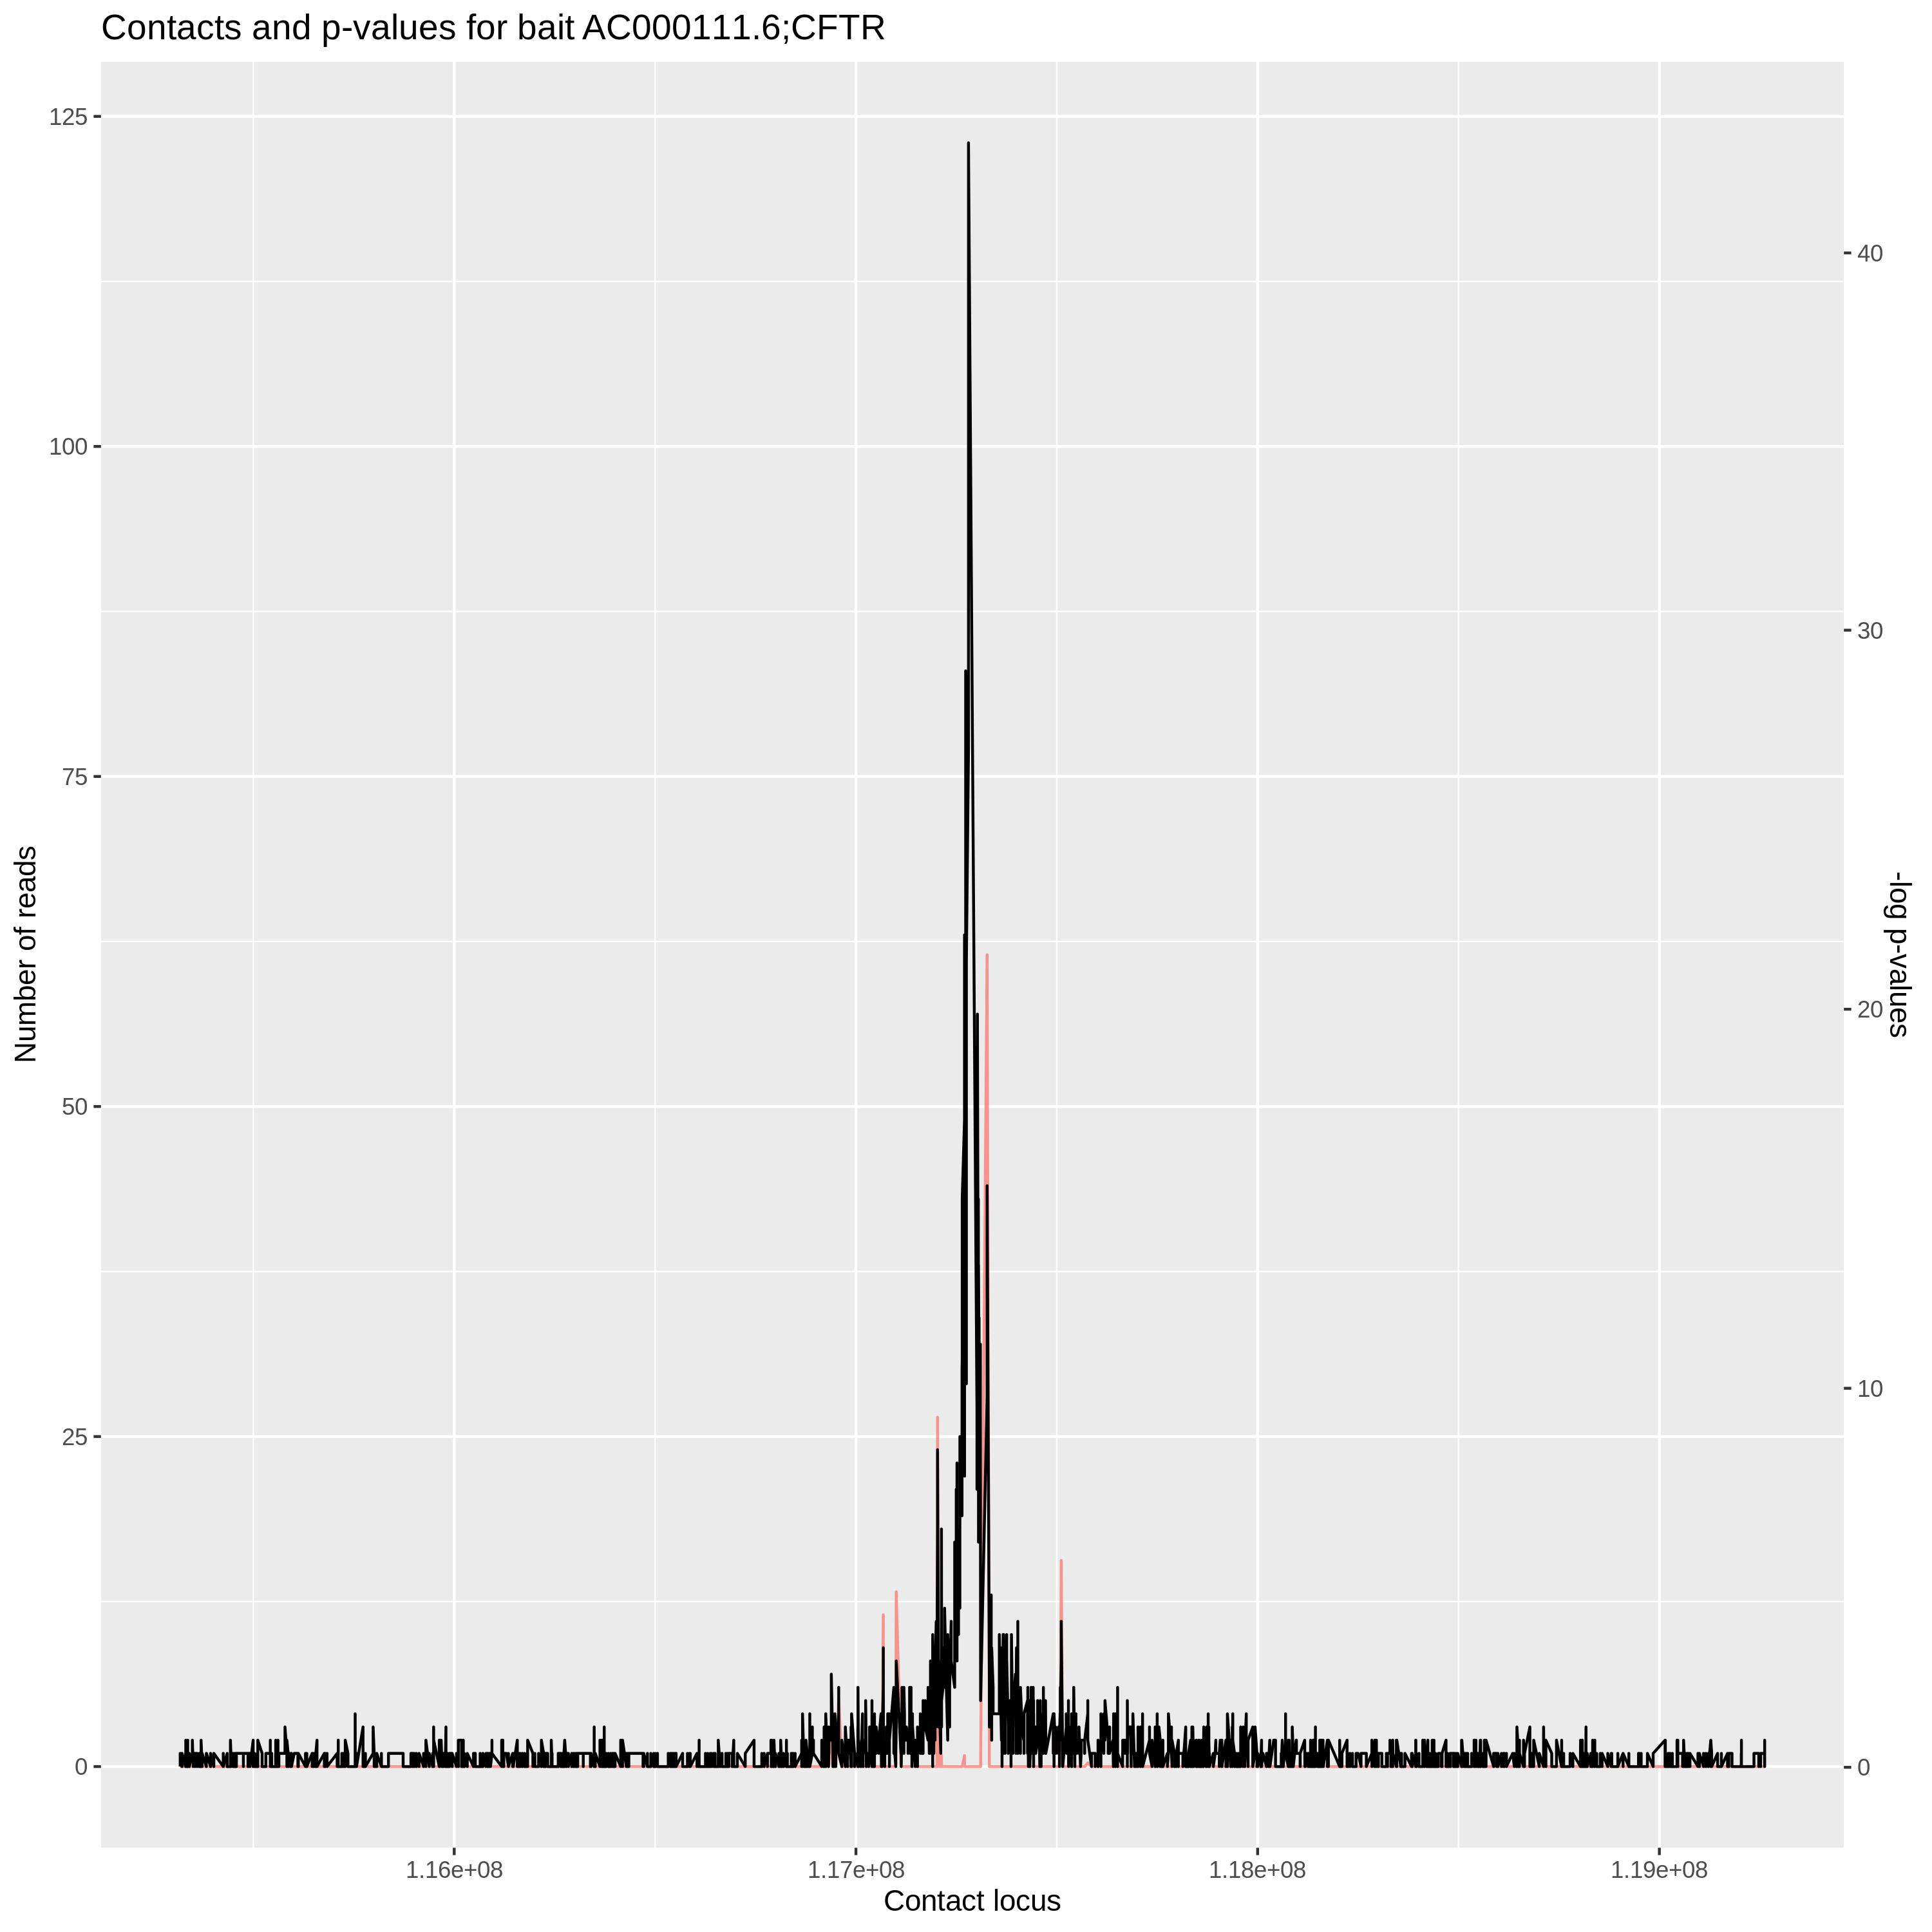 Contacts and p-values for bait AC000111.6;CFTR
125
100
75
50
25
0
Number of reads
40
30
20
10
0
-log p-values
1.16e+08 1.17e+08 1.18e+08 1.19e+08
Contact locus